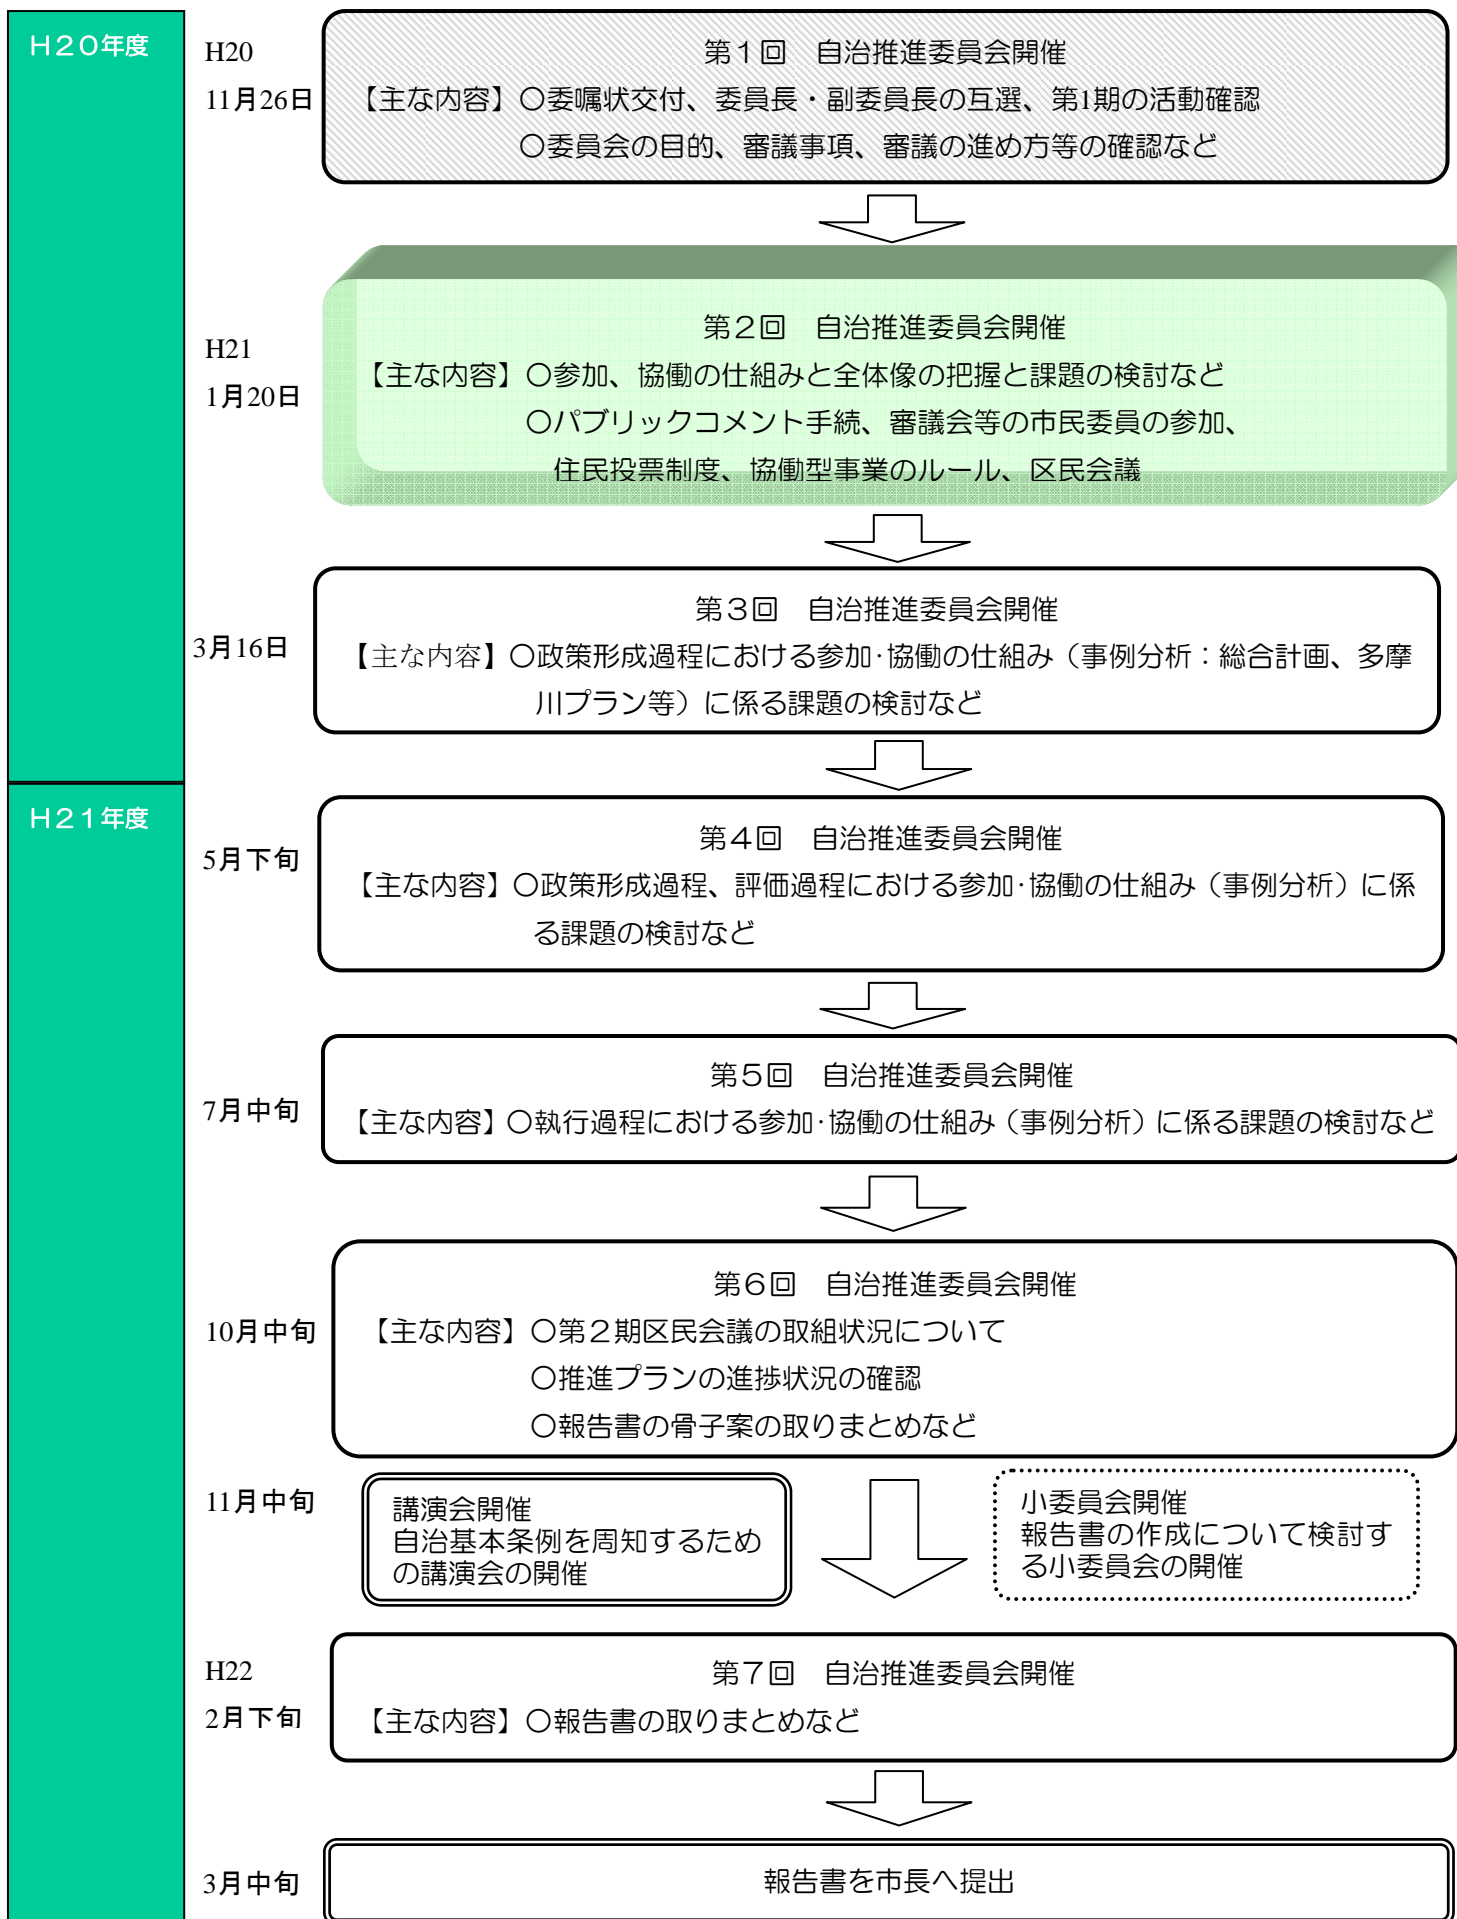 H20年度
H20
11月26日
第1回　自治推進委員会開催
【主な内容】○委嘱状交付、委員長・副委員長の互選、第1期の活動確認
○委員会の目的、審議事項、審議の進め方等の確認など
H21
1月20日
第2回　自治推進委員会開催
【主な内容】○参加、協働の仕組みと全体像の把握と課題の検討など
○パブリックコメント手続、審議会等の市民委員の参加、
住民投票制度、協働型事業のルール、区民会議
3月16日
第3回　自治推進委員会開催
【主な内容】○政策形成過程における参加・協働の仕組み（事例分析：総合計画、多摩
川プラン等）に係る課題の検討など
H21年度
5月下旬
第4回　自治推進委員会開催
【主な内容】○政策形成過程、評価過程における参加・協働の仕組み（事例分析）に係
る課題の検討など
7月中旬
第5回　自治推進委員会開催
【主な内容】○執行過程における参加・協働の仕組み（事例分析）に係る課題の検討など
10月中旬
第6回　自治推進委員会開催
【主な内容】○第2期区民会議の取組状況について
○推進プランの進捗状況の確認
○報告書の骨子案の取りまとめなど
11月中旬
講演会開催
自治基本条例を周知するため
の講演会の開催
小委員会開催
報告書の作成について検討す
る小委員会の開催
H22
2月下旬
第7回　自治推進委員会開催
【主な内容】○報告書の取りまとめなど
3月中旬
報告書を市長へ提出